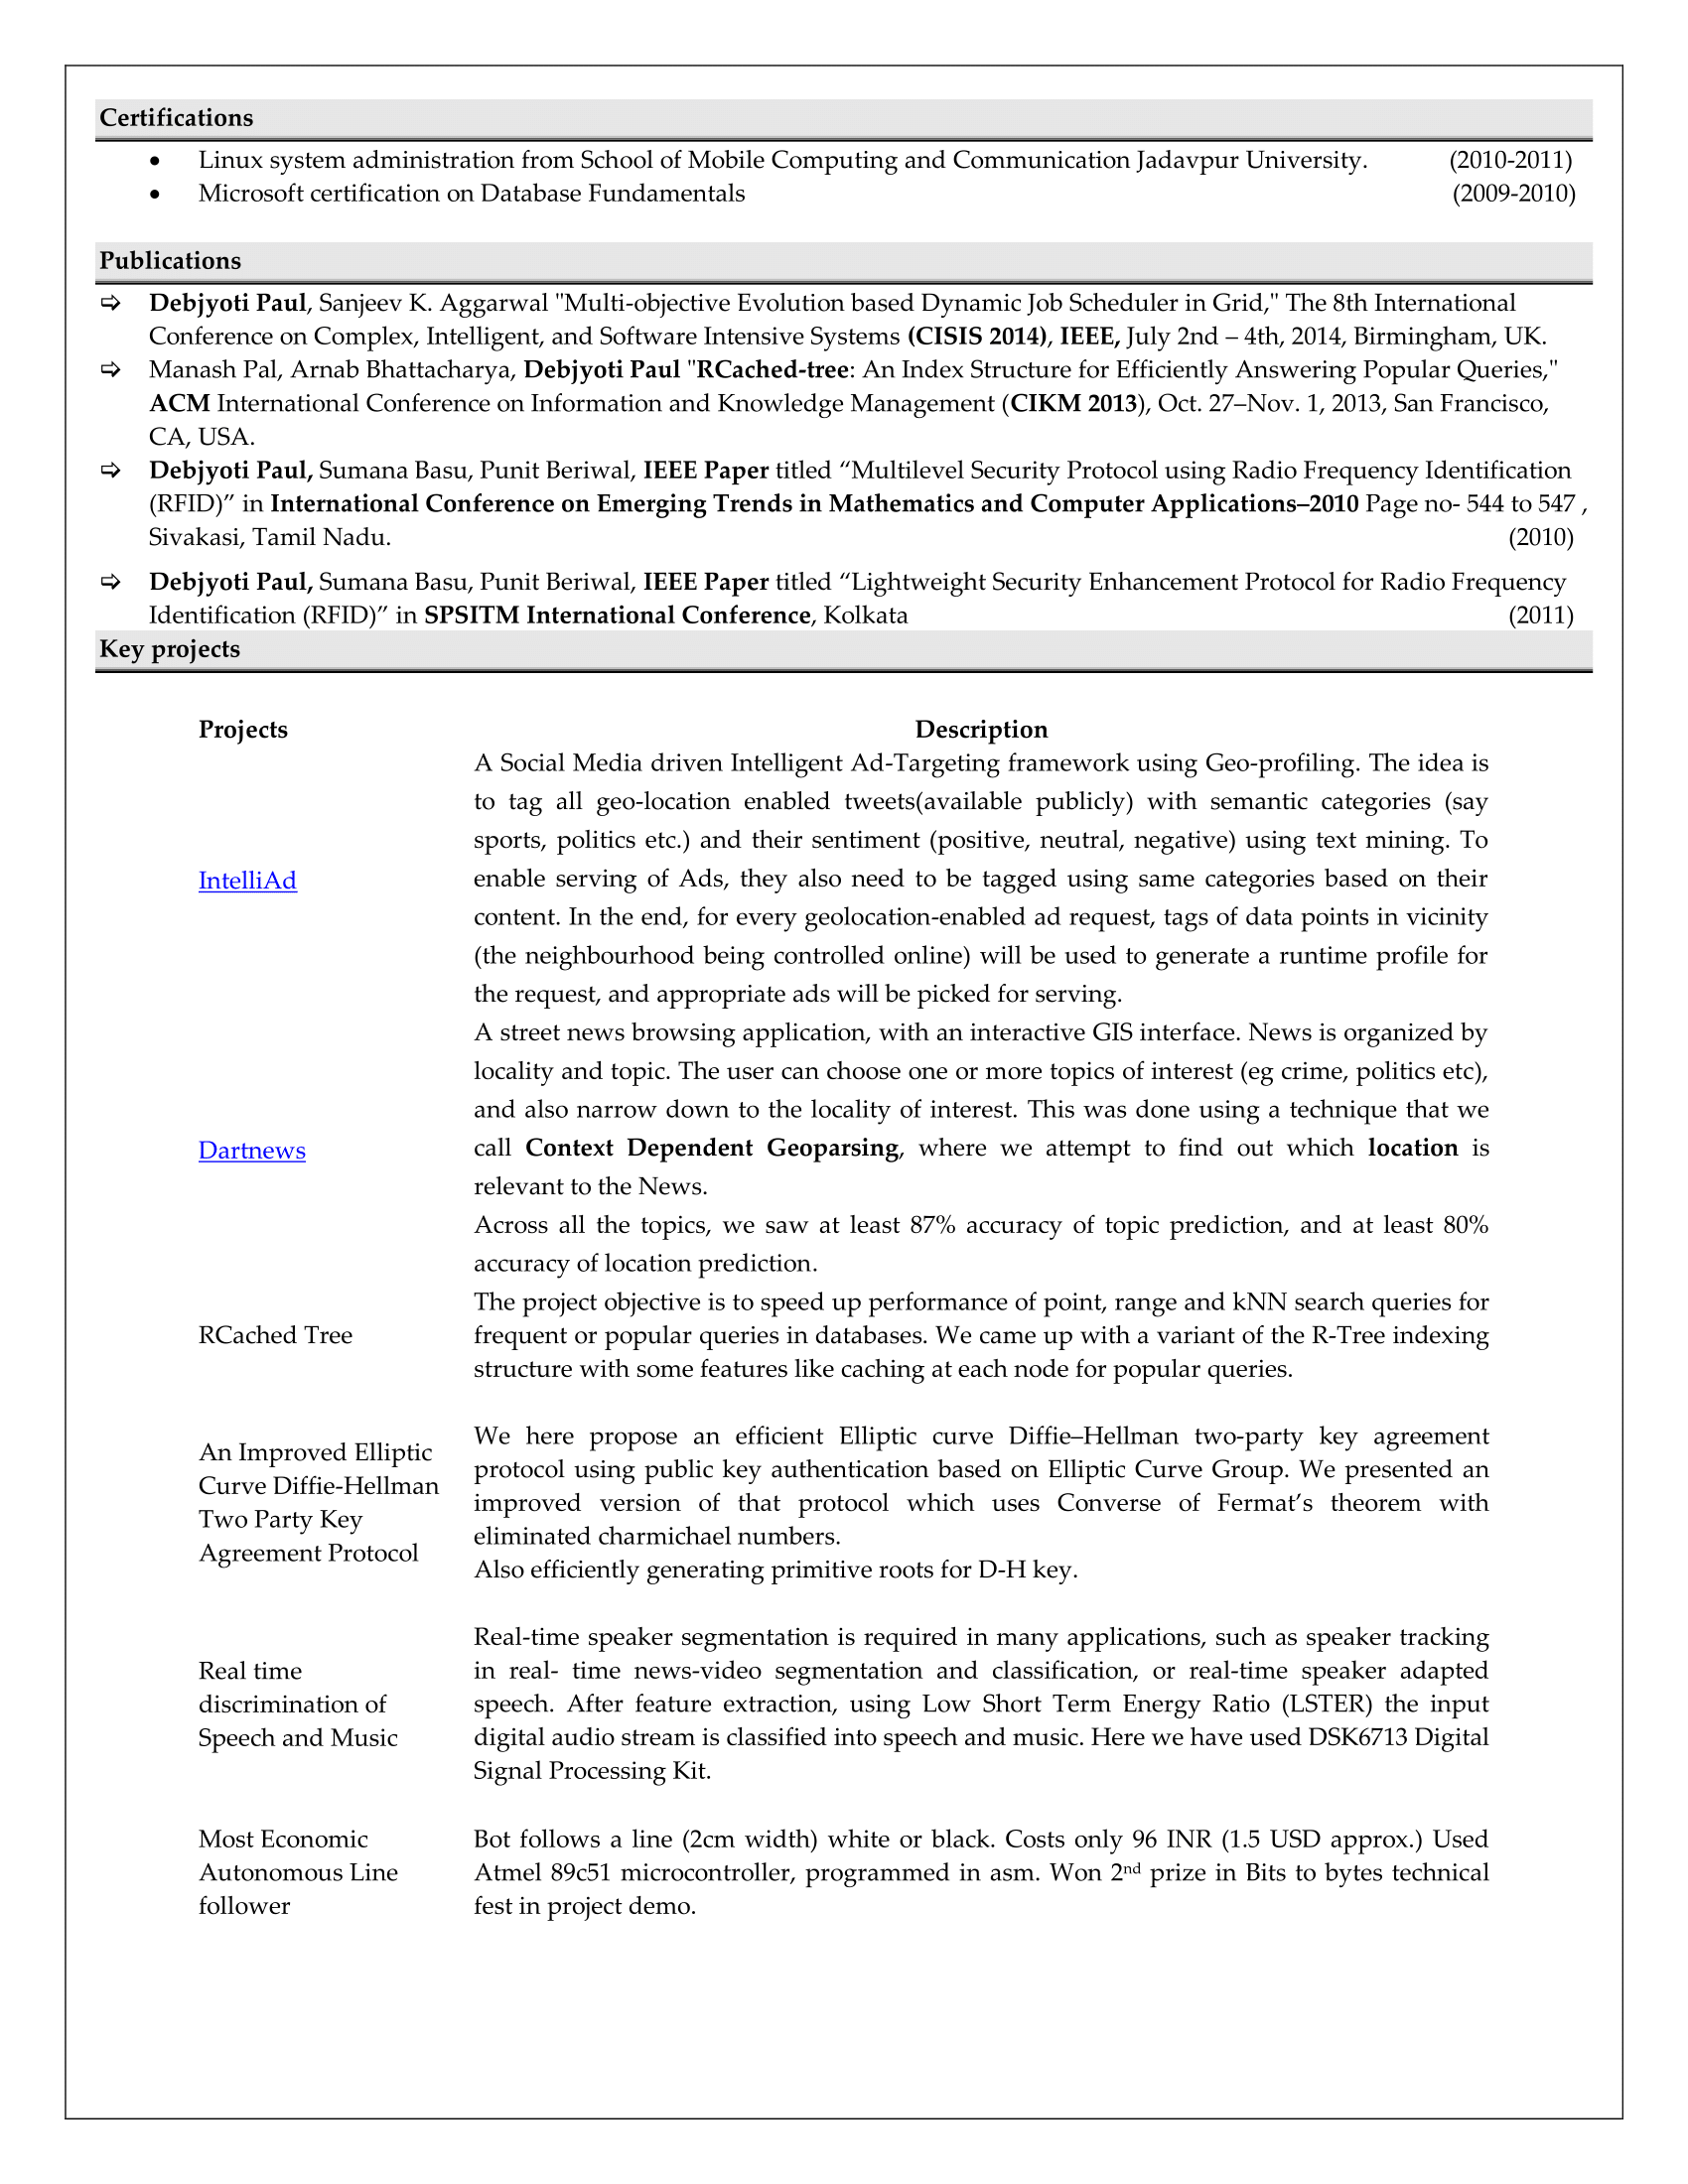 Certifications
• Linux system administration from School of Mobile Computing and Communication Jadavpur University. (2010-2011)
• Microsoft certification on Database Fundamentals (2009-2010)
Publications
⇨ Debjyoti Paul, Sanjeev K. Aggarwal "Multi-objective Evolution based Dynamic Job Scheduler in Grid," The 8th International
Conference on Complex, Intelligent, and Software Intensive Systems (CISIS 2014), IEEE, July 2nd – 4th, 2014, Birmingham, UK.
⇨ Manash Pal, Arnab Bhattacharya, Debjyoti Paul "RCached-tree: An Index Structure for Efficiently Answering Popular Queries,"
ACM International Conference on Information and Knowledge Management (CIKM 2013), Oct. 27–Nov. 1, 2013, San Francisco,
CA, USA.
⇨ Debjyoti Paul, Sumana Basu, Punit Beriwal, IEEE Paper titled “Multilevel Security Protocol using Radio Frequency Identification
(RFID)” in International Conference on Emerging Trends in Mathematics and Computer Applications–2010 Page no- 544 to 547 ,
Sivakasi, Tamil Nadu. (2010)
⇨ Debjyoti Paul, Sumana Basu, Punit Beriwal, IEEE Paper titled “Lightweight Security Enhancement Protocol for Radio Frequency
Identification (RFID)” in SPSITM International Conference, Kolkata (2011)
Key projects
Projects Description
IntelliAd
A Social Media driven Intelligent Ad-Targeting framework using Geo-profiling. The idea is
to tag all geo-location enabled tweets(available publicly) with semantic categories (say
sports, politics etc.) and their sentiment (positive, neutral, negative) using text mining. To
enable serving of Ads, they also need to be tagged using same categories based on their
content. In the end, for every geolocation-enabled ad request, tags of data points in vicinity
(the neighbourhood being controlled online) will be used to generate a runtime profile for
the request, and appropriate ads will be picked for serving.
Dartnews
A street news browsing application, with an interactive GIS interface. News is organized by
locality and topic. The user can choose one or more topics of interest (eg crime, politics etc),
and also narrow down to the locality of interest. This was done using a technique that we
call Context Dependent Geoparsing, where we attempt to find out which location is
relevant to the News.
Across all the topics, we saw at least 87% accuracy of topic prediction, and at least 80%
accuracy of location prediction.
RCached Tree
The project objective is to speed up performance of point, range and kNN search queries for
frequent or popular queries in databases. We came up with a variant of the R-Tree indexing
structure with some features like caching at each node for popular queries.
An Improved Elliptic
Curve Diffie-Hellman
Two Party Key
Agreement Protocol
We here propose an efficient Elliptic curve Diffie–Hellman two-party key agreement
protocol using public key authentication based on Elliptic Curve Group. We presented an
improved version of that protocol which uses Converse of Fermat’s theorem with
eliminated charmichael numbers.
Also efficiently generating primitive roots for D-H key.
Real time
discrimination of
Speech and Music
Real-time speaker segmentation is required in many applications, such as speaker tracking
in real- time news-video segmentation and classification, or real-time speaker adapted
speech. After feature extraction, using Low Short Term Energy Ratio (LSTER) the input
digital audio stream is classified into speech and music. Here we have used DSK6713 Digital
Signal Processing Kit.
Most Economic
Autonomous Line
follower
Bot follows a line (2cm width) white or black. Costs only 96 INR (1.5 USD approx.) Used
Atmel 89c51 microcontroller, programmed in asm. Won 2nd prize in Bits to bytes technical
fest in project demo.